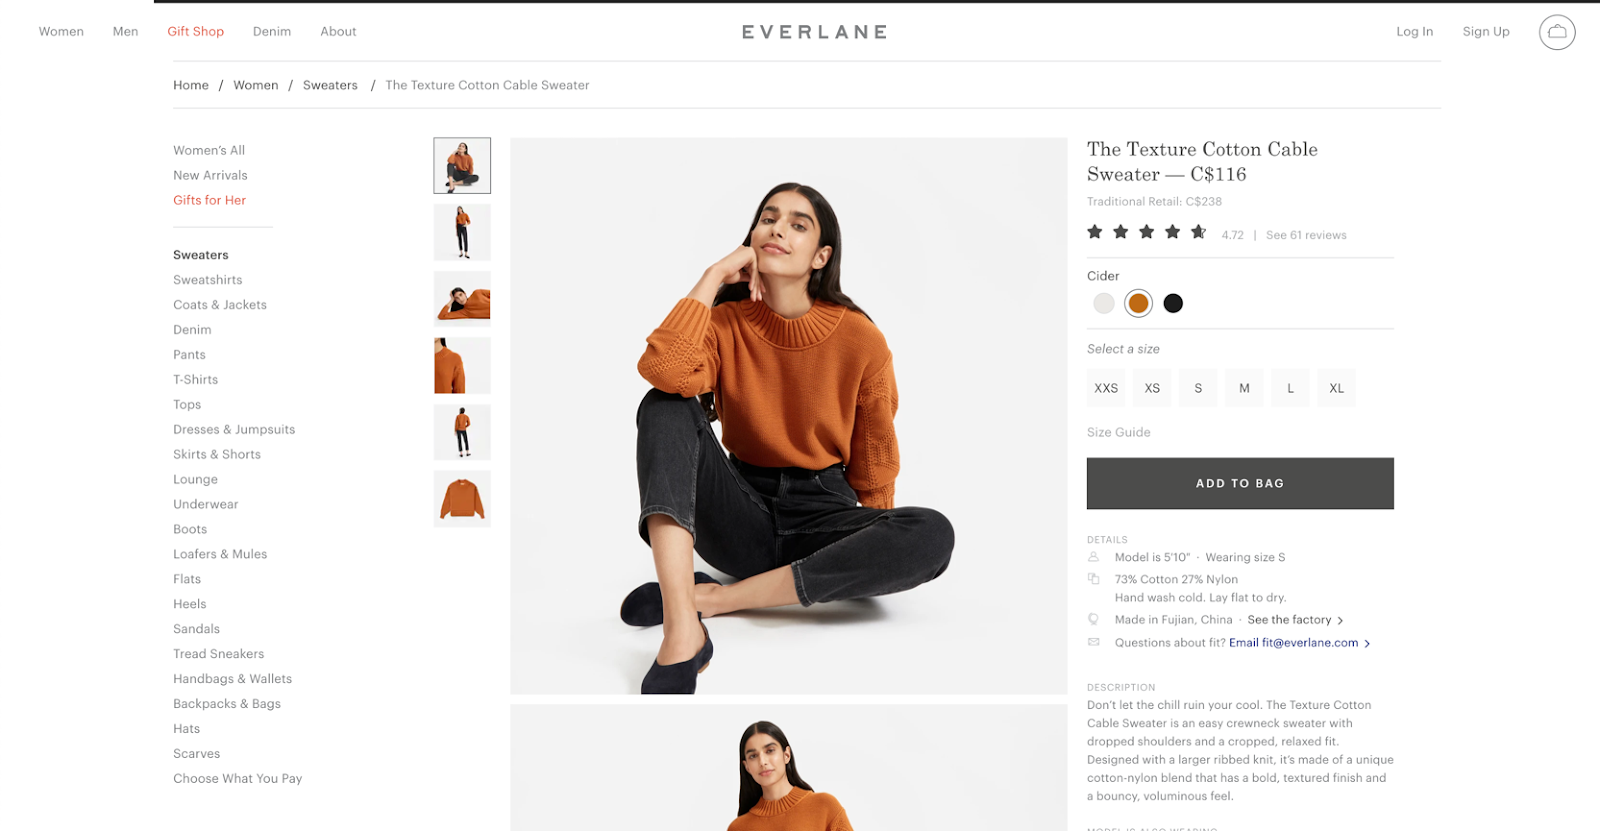 Women Men Gift Shop Denim About EVERLANE Log In Sign Up
Home / Women / Sweaters / The Texture Cotton Cable Sweater
Women's All
New Arrivals
Gifts for Her
Sweaters
Sweatshirts
Coats & Jackets
Denim
Pants
T-Shirts
Tops
Dresses & Jumpsuits
Skirts & Shorts
Lounge
Underwear
Boots
Loafers & Mules
Flats
Heels
Sandals
Tread Sneakers
Handbags & Wallets
Backpacks & Bags
Hats
Scarves
Choose What You Pay
The Texture Cotton Cable
Sweater — C$116
Traditional Retail: C$238
4.72 | See 61 reviews
Cider
Select a size
XXS XS S M L XL
Size Guide
ADD TO BAG
DETAILS
Model is 5'10" · Wearing size S
73% Cotton 27% Nylon
Hand wash cold. Lay flat to dry.
Made in Fujian, China · See the factory >
Questions about fit? Email fit@everlane.com >
DESCRIPTION
Don't let the chill ruin your cool. The Texture Cotton
Cable Sweater is an easy crewneck sweater with
dropped shoulders and a cropped, relaxed fit.
Designed with a larger ribbed knit, it's made of a unique
cotton-nylon blend that has a bold, textured finish and
a bouncy, voluminous feel.
MODEL IS ALSO WEARING